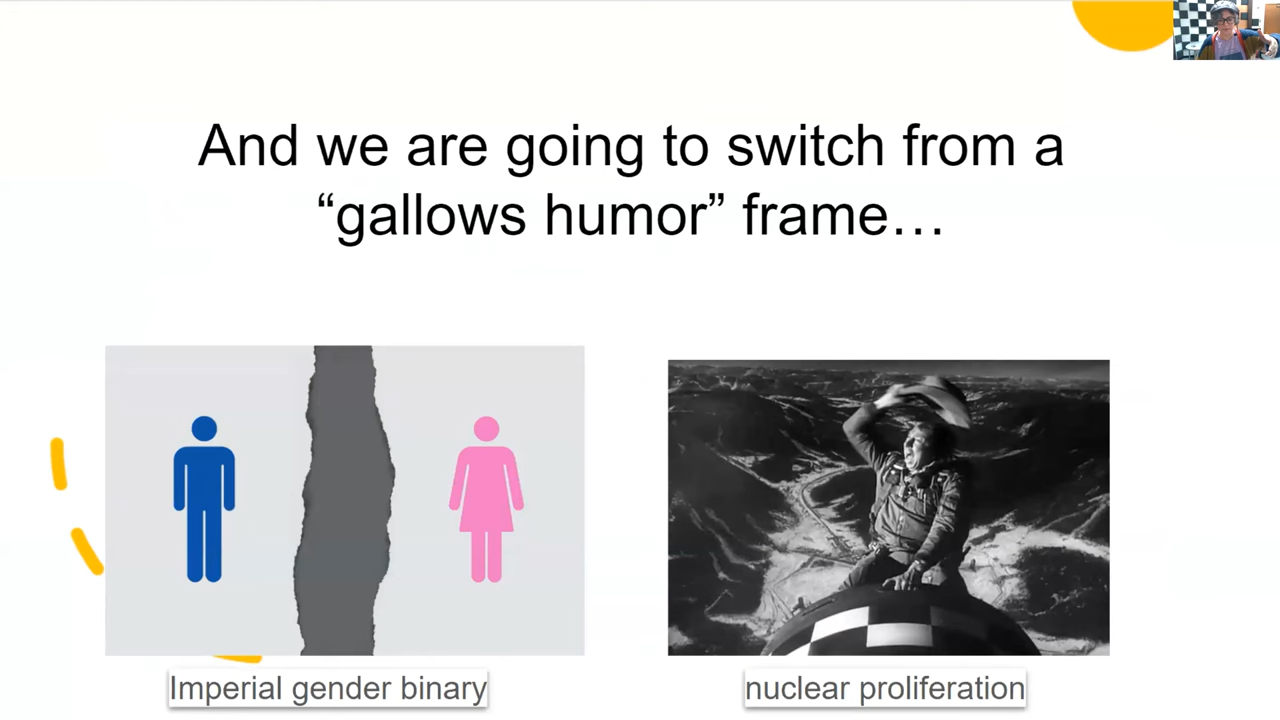 And we are going to switch from a
“gallows humor” frame…
Imperial gender binary
nuclear proliferation